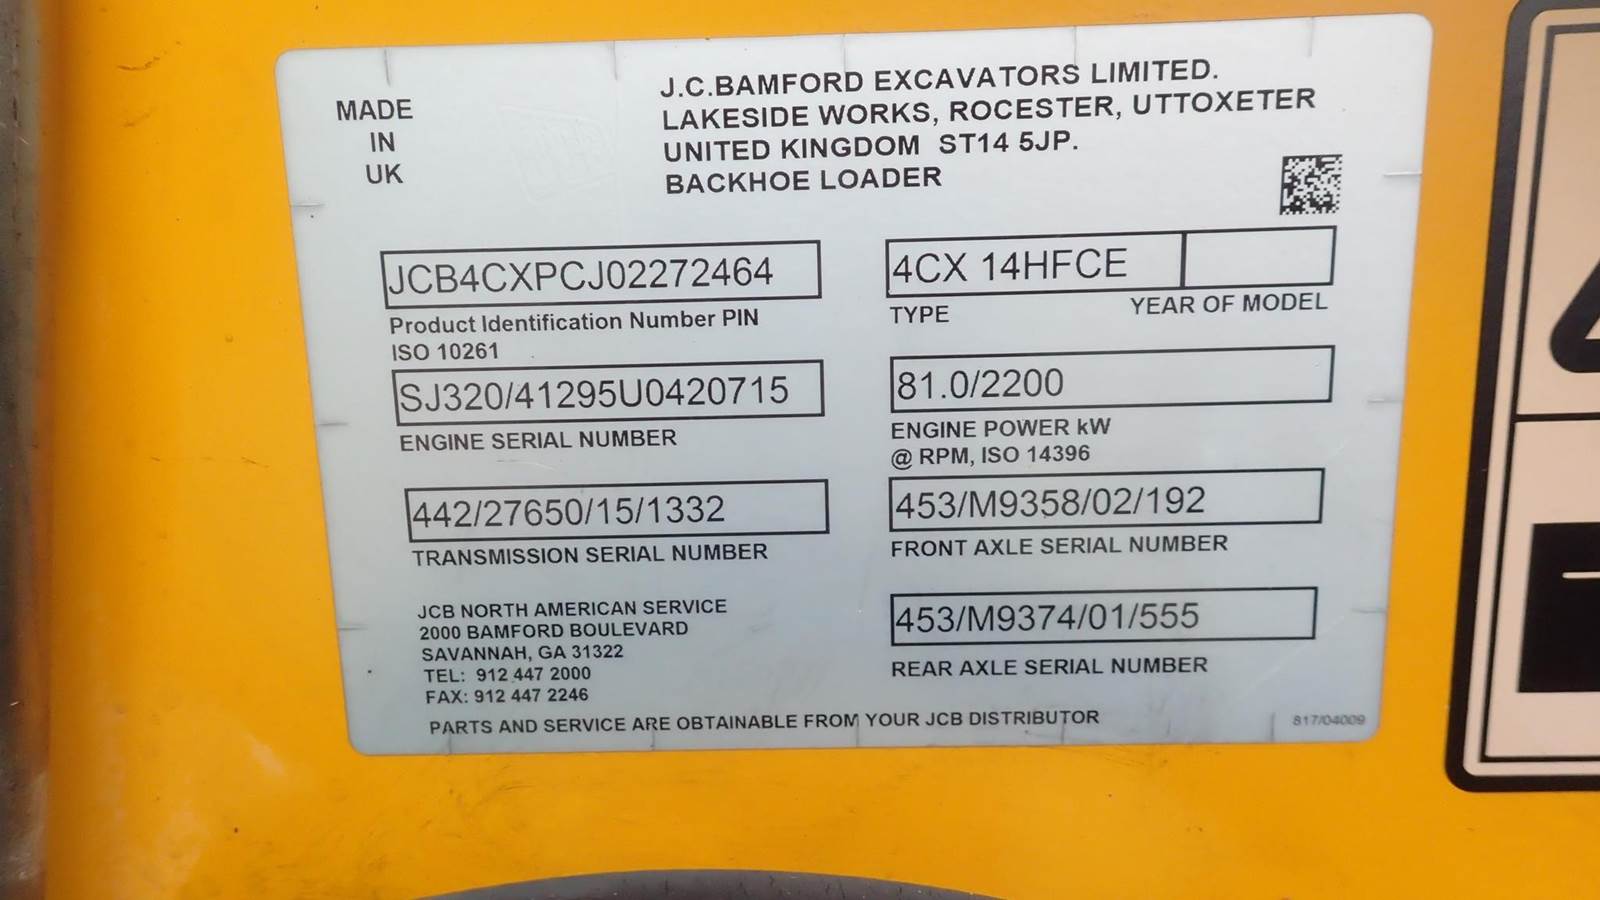 MADE
IN
UK
J.C.BAMFORD EXCAVATORS LIMITED.
LAKESIDE WORKS, ROCESTER, UTTOXETER
UNITED KINGDOM ST14 5JP.
BACKHOE LOADER
JCB4CXPCJ02272464
Product Identification Number PIN
ISO 10261
4CX 14HFCE
TYPE YEAR OF MODEL
SJ320/41295U0420715
ENGINE SERIAL NUMBER
81.0/2200
ENGINE POWER kW
@ RPM, ISO 14396
442/27650/15/1332
TRANSMISSION SERIAL NUMBER
453/M9358/02/192
FRONT AXLE SERIAL NUMBER
JCB NORTH AMERICAN SERVICE
2000 BAMFORD BOULEVARD
SAVANNAH, GA 31322
TEL: 912 447 2000
FAX: 912 447 2246
453/M9374/01/555
REAR AXLE SERIAL NUMBER
PARTS AND SERVICE ARE OBTAINABLE FROM YOUR JCB DISTRIBUTOR
817/04009